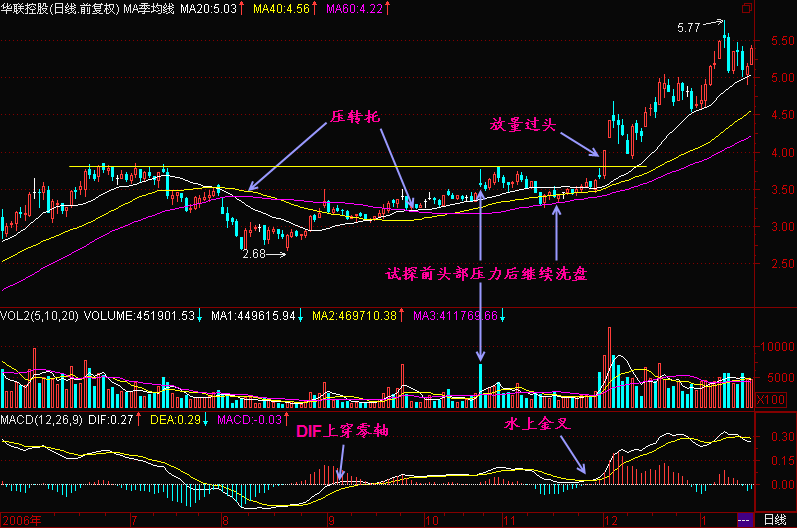 华联控股(日线.前复权) MA季均线 MA20:5.03↑ MA40:4.56↑ MA60:4.22↑
5.77
5.50
5.00
压转托
放量过头
4.50
4.00
3.50
3.00
2.68
2.50
试探前头部压力后继续洗盘
VOL2(5,10,20) VOLUME:451901.53↓ MA1:449615.94↓ MA2:469710.38↑ MA3:411769.66↓
10000
5000
X100
MACD(12,26,9) DIF:0.27↑ DEA:0.29↓ MACD:-0.03↑
DIF上穿零轴
水上金叉
0.30
0.15
0.00
2006年 7 8 9 10 11 12 1 日线